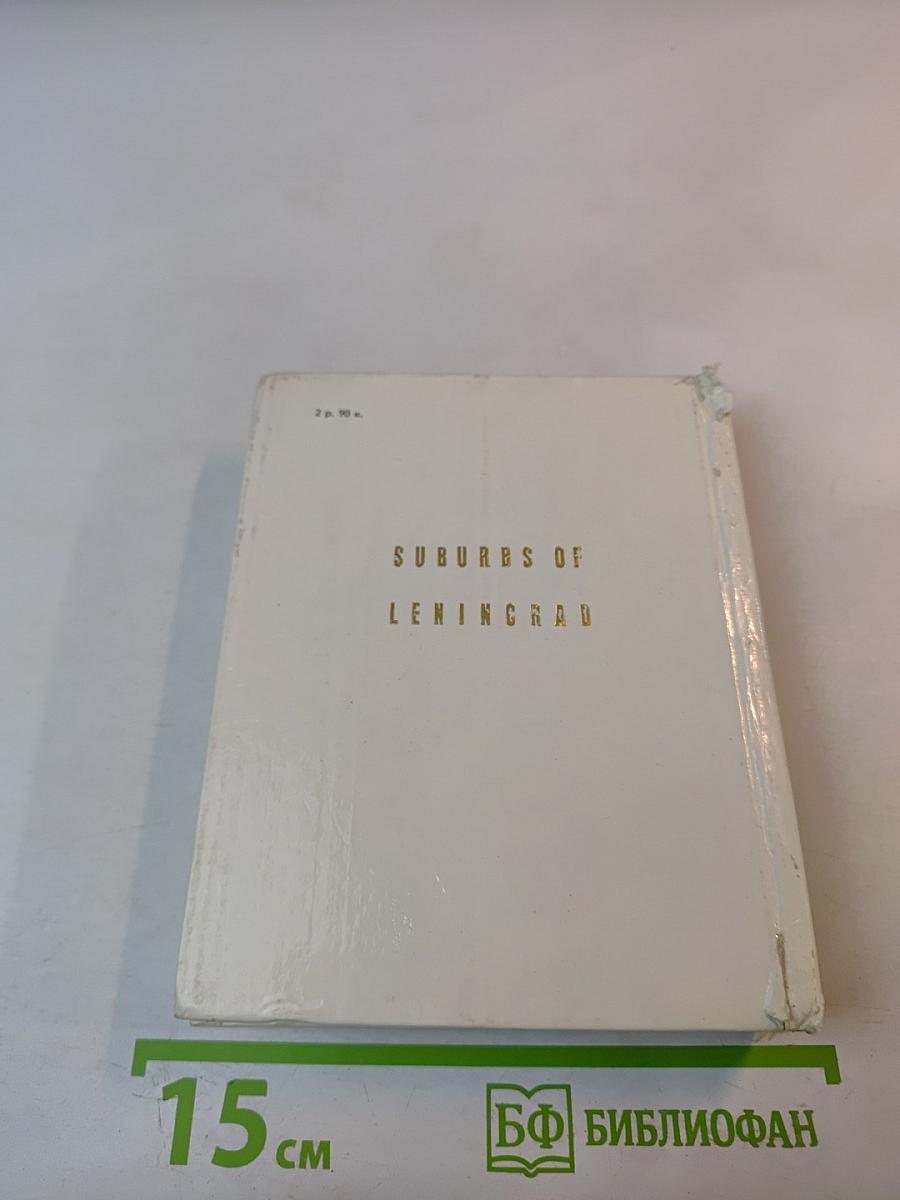 2 р. 90 к.
SUBURBS OF
LENINGRAD
15 см
БФ БИБЛИОФАН